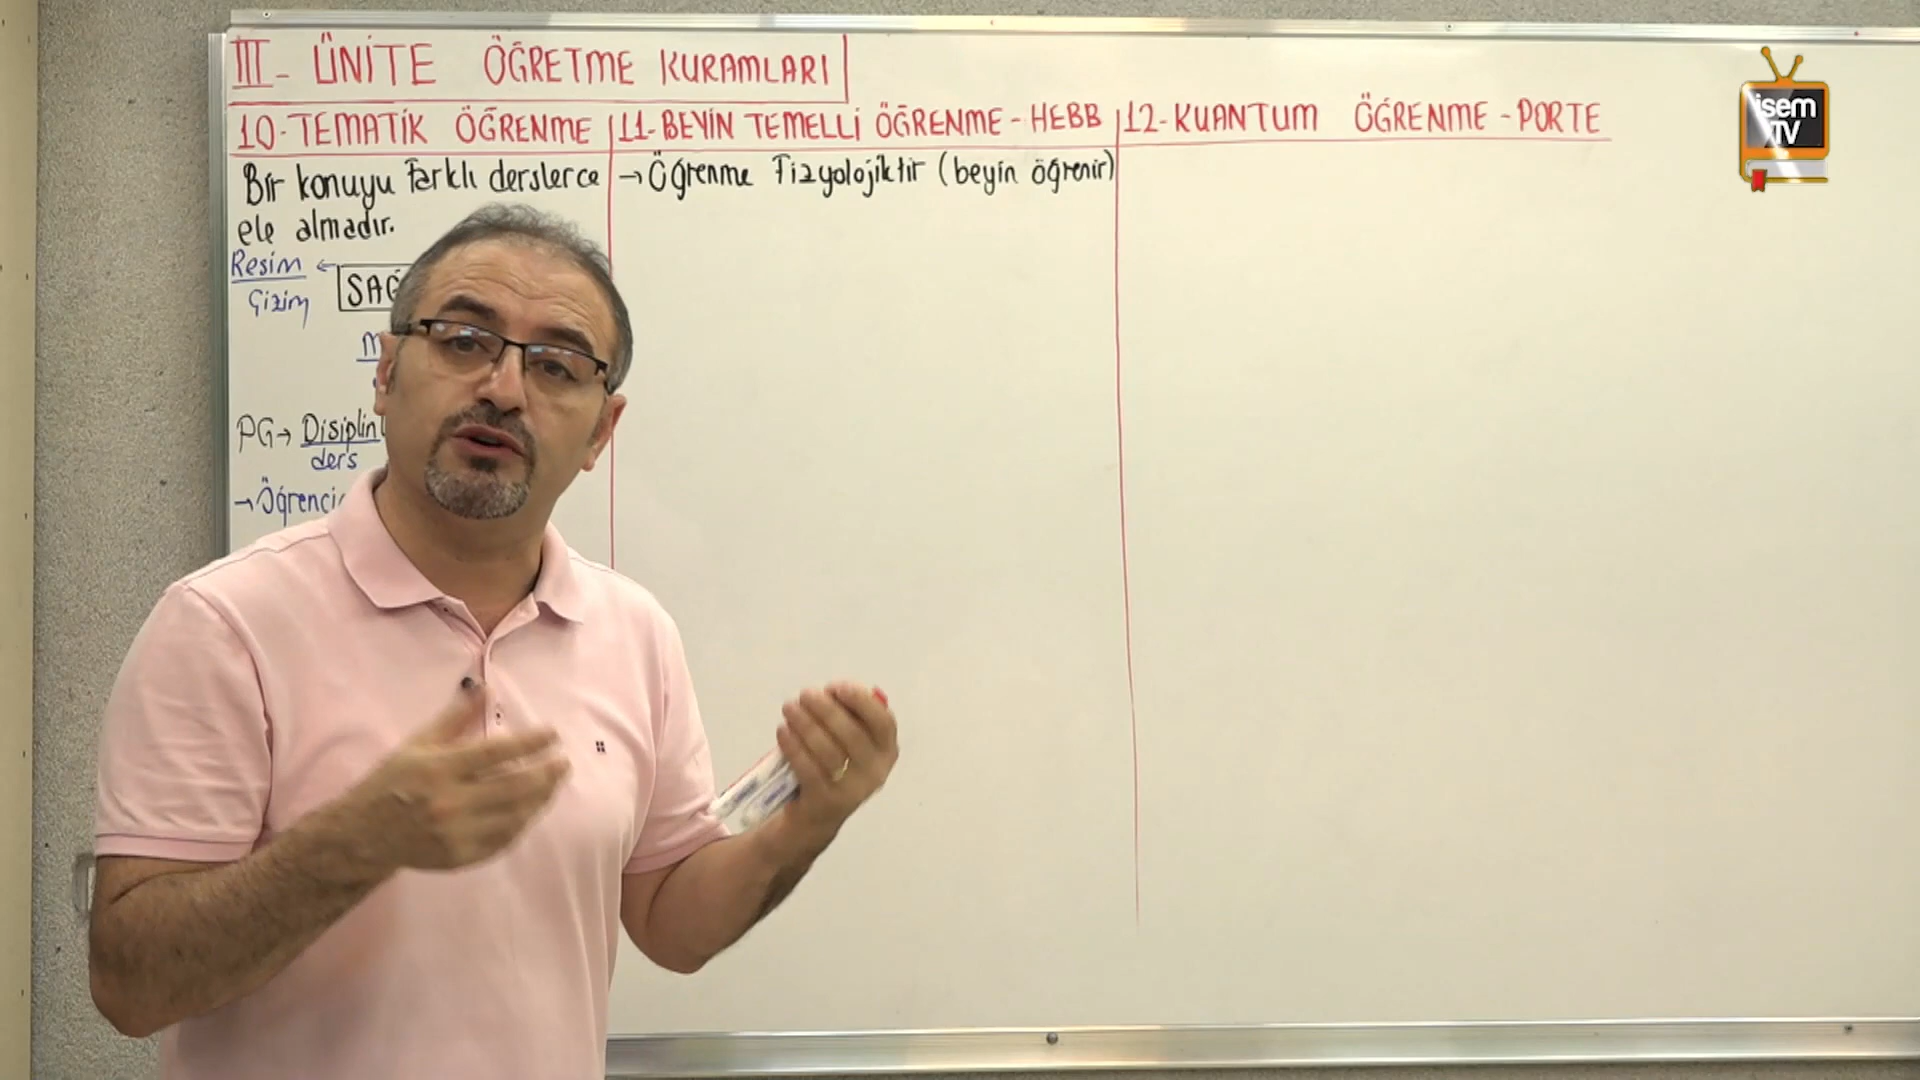 III- ÜNİTE ÖĞRETME KURAMLARI
10-TEMATİK ÖĞRENME
Bir konuyu farklı derslerce
ele almadır.
Resim
Çizim
PG→ Disiplin
ders
11-BEYİN TEMELLİ ÖĞRENME-HEBB
→Öğrenme Fizyolojiktir (beyin öğrenir)
12-KUANTUM ÖĞRENME-PORTE
isem
TV